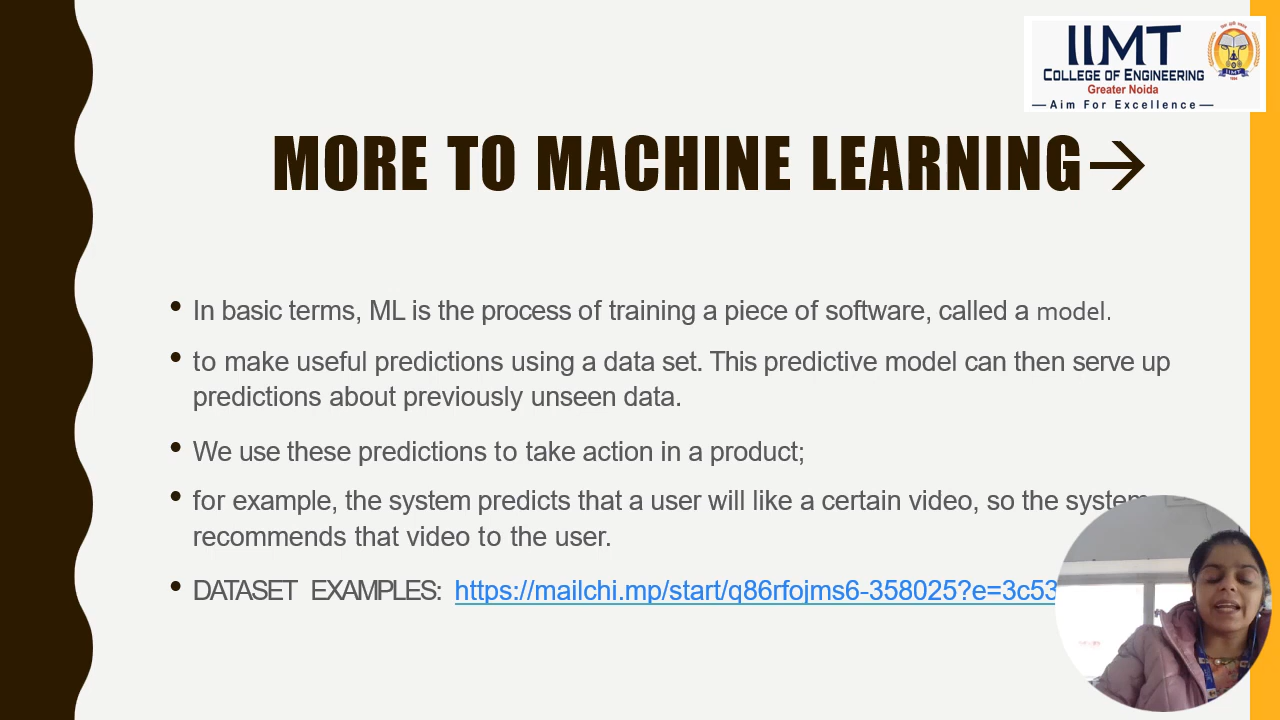 IIMT
COLLEGE OF ENGINEERING
Greater Noida
Aim For Excellence
MORE TO MACHINE LEARNING→
• In basic terms, ML is the process of training a piece of software, called a model.
• to make useful predictions using a data set. This predictive model can then serve up
predictions about previously unseen data.
• We use these predictions to take action in a product;
• for example, the system predicts that a user will like a certain video, so the system
recommends that video to the user.
• DATASET EXAMPLES: https://mailchi.mp/start/q86rfojms6-358025?e=3c53